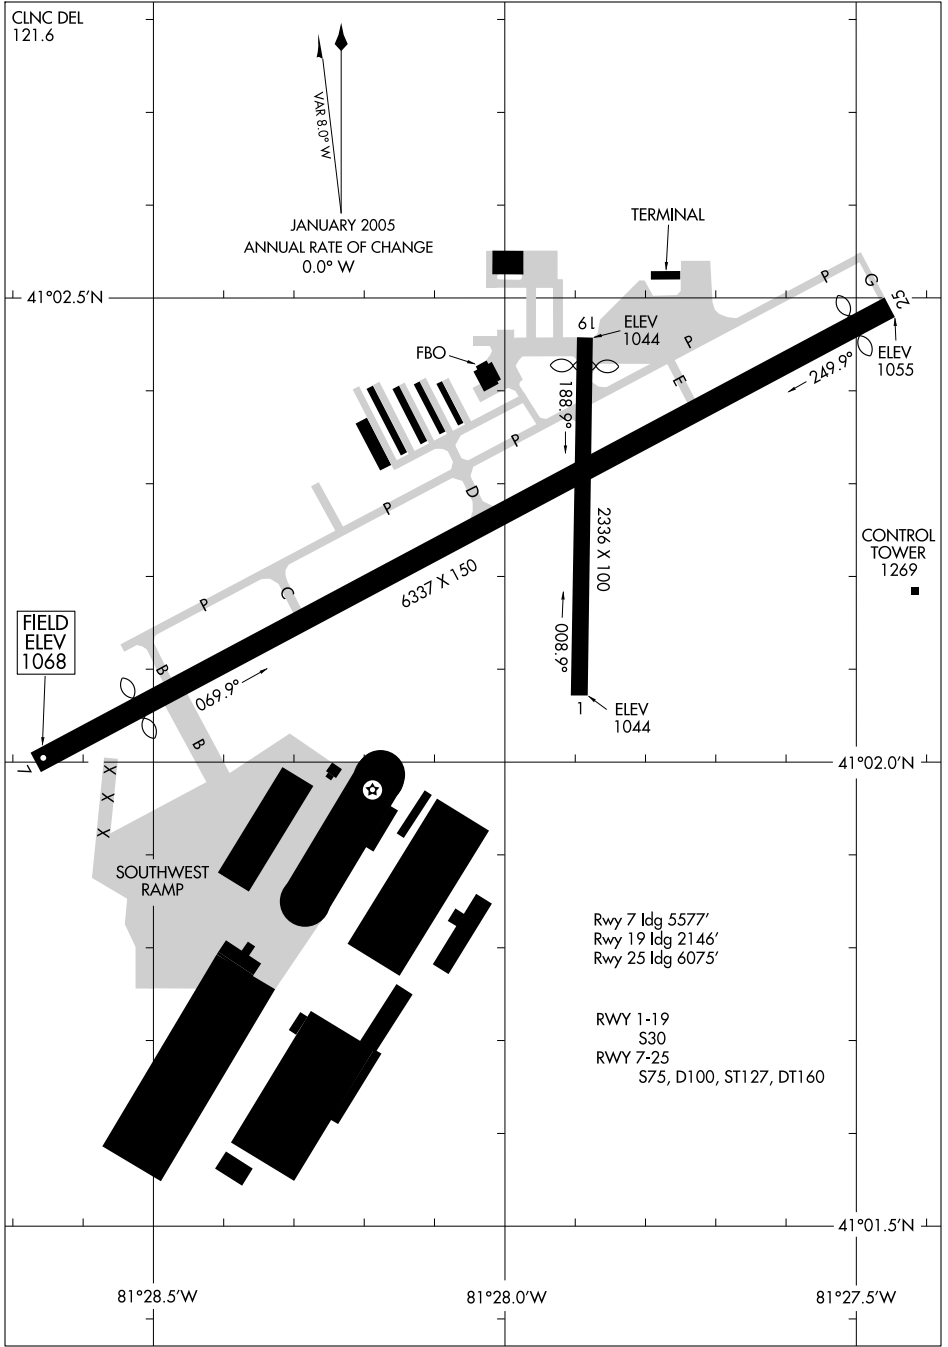 CLNC DEL
121.6
VAR 8.0° W
JANUARY 2005
ANNUAL RATE OF CHANGE
0.0° W
TERMINAL
41°02.5'N
P
G
25
19
ELEV
1044
P
ELEV
1055
FBO
E
249.9°
188.9°
P
D
P
2336 X 100
CONTROL
TOWER
1269
6337 X 150
C
P
FIELD
ELEV
1068
008.9°
B
069.9°
1
ELEV
1044
B
7
41°02.0'N
X
X
X
SOUTHWEST
RAMP
Rwy 7 ldg 5577'
Rwy 19 ldg 2146'
Rwy 25 ldg 6075'
RWY 1-19
S30
RWY 7-25
S75, D100, ST127, DT160
41°01.5'N
81°28.5'W
81°28.0'W
81°27.5'W